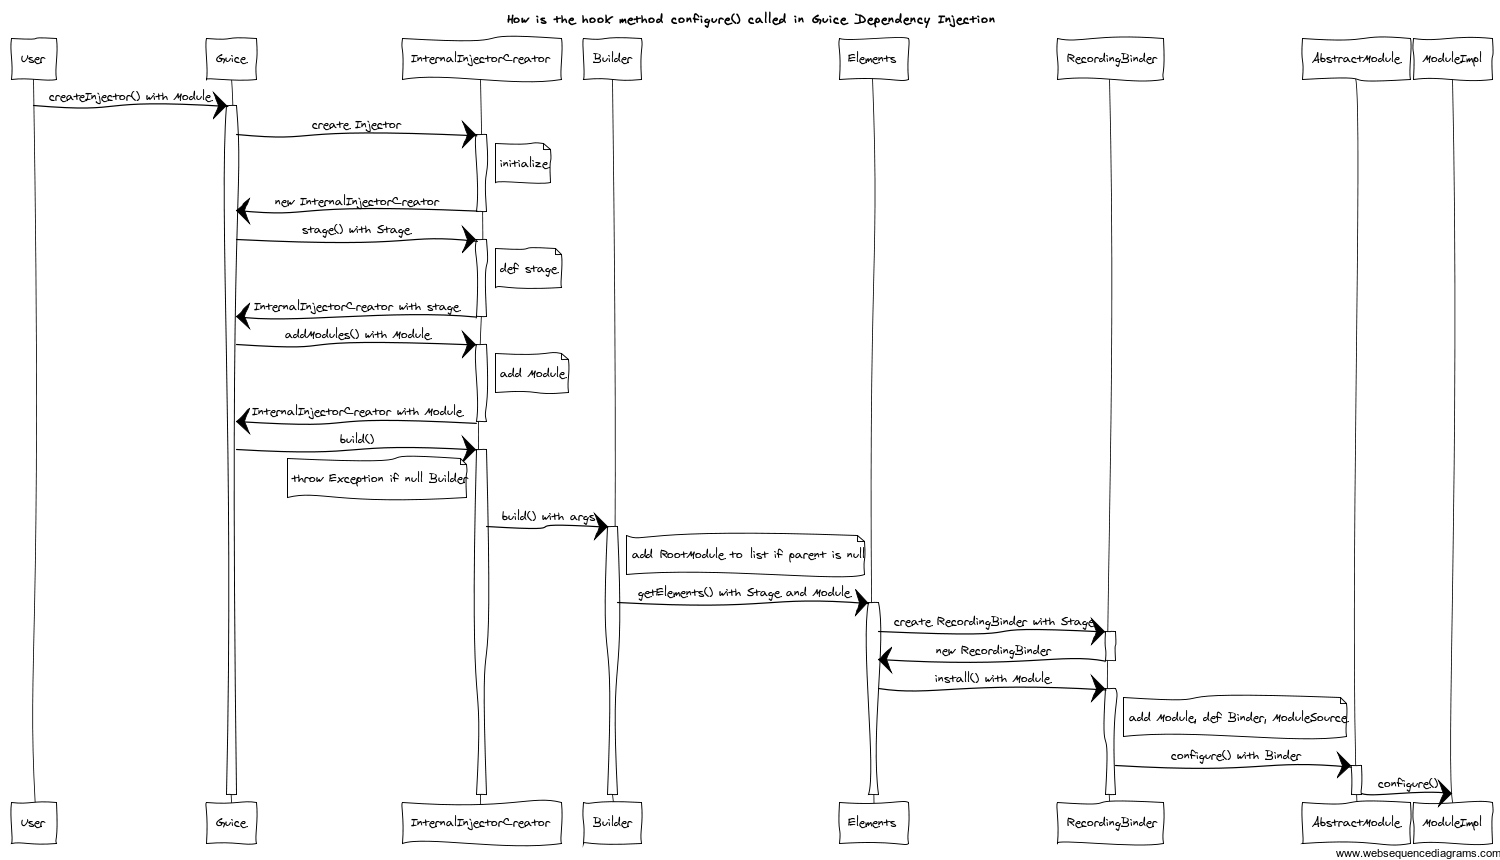 How is the hook method configure() called in Guice Dependency Injection
User
Guice
InternalInjectorCreator
Builder
Elements
RecordingBinder
AbstractModule
ModuleImpl
createInjector() with Module
create Injector
initialize
new InternalInjectorCreator
stage() with Stage
def stage
InternalInjectorCreator with stage
addModules() with Module
add Module
InternalInjectorCreator with Module
build()
throw Exception if null Builder
build() with args
add RootModule to list if parent is null
getElements() with Stage and Module
create RecordingBinder with Stage
new RecordingBinder
install() with Module
add Module, def Binder, ModuleSource
configure() with Binder
configure()
User
Guice
InternalInjectorCreator
Builder
Elements
RecordingBinder
AbstractModule
ModuleImpl
www.websequencediagrams.com